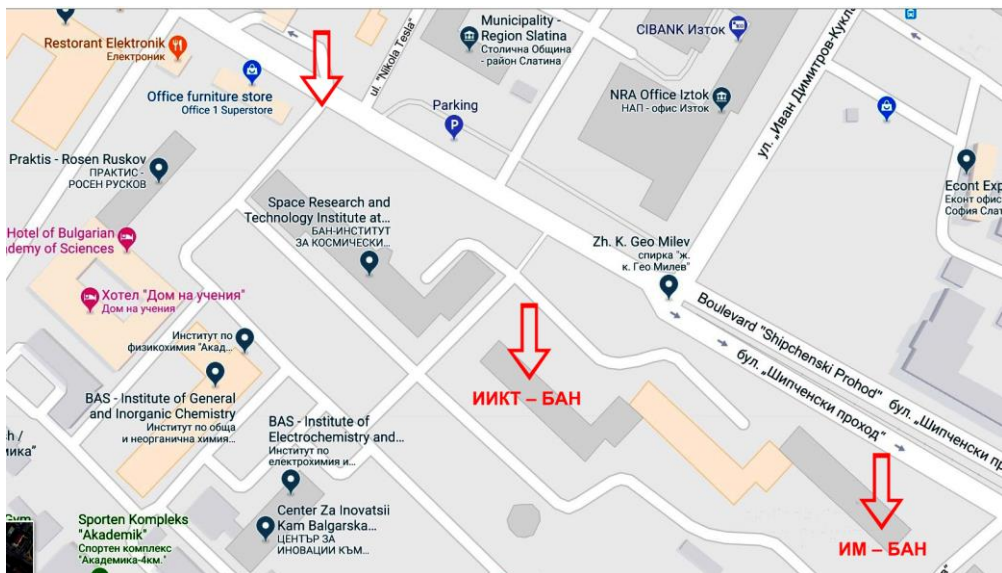 Restorant Elektronik
Електроник
Office furniture store
Office 1 Superstore
ul. "Nikola Tesla"
Municipality -
Region Slatina
Столична Община
- район Слатина
CIBANK Изток
Parking
P
NRA Office Iztok
НАП - офис Изток
ул. „Иван Димитров-Кукла
Econt Exp
Еконт офис
София Слат
Praktis - Rosen Ruskov
ПРАКТИС -
РОСЕН РУСКОВ
Space Research and
Technology Institute at...
БАН-ИНСТИТУТ
ЗА КОСМИЧЕСКИ...
Hotel of Bulgarian
ademy of Sciences
Хотел "Дом на учения"
Дом на учения
Zh. K. Geo Milev
спирка "ж.
к. Гео Милев"
Boulevard "Shipchenski Prohod"
бул. „Шипченски проход"
бул. „Шипченски пр
Институт по
физикохимия "Акад...
BAS - Institute of General
and Inorganic Chemistry
Институт по обща
и неорганична химия...
ИИКТ – БАН
BAS - Institute of
Electrochemistry and...
Институт по
електрохимия и...
Center Za Inovatsii
Kam Balgarska...
ЦЕНТЪР ЗА
ИНОВАЦИИ КЪМ...
ИМ – БАН
Sporten Kompleks
"Akademik"
Спортен комплекс
"Академика-4км."